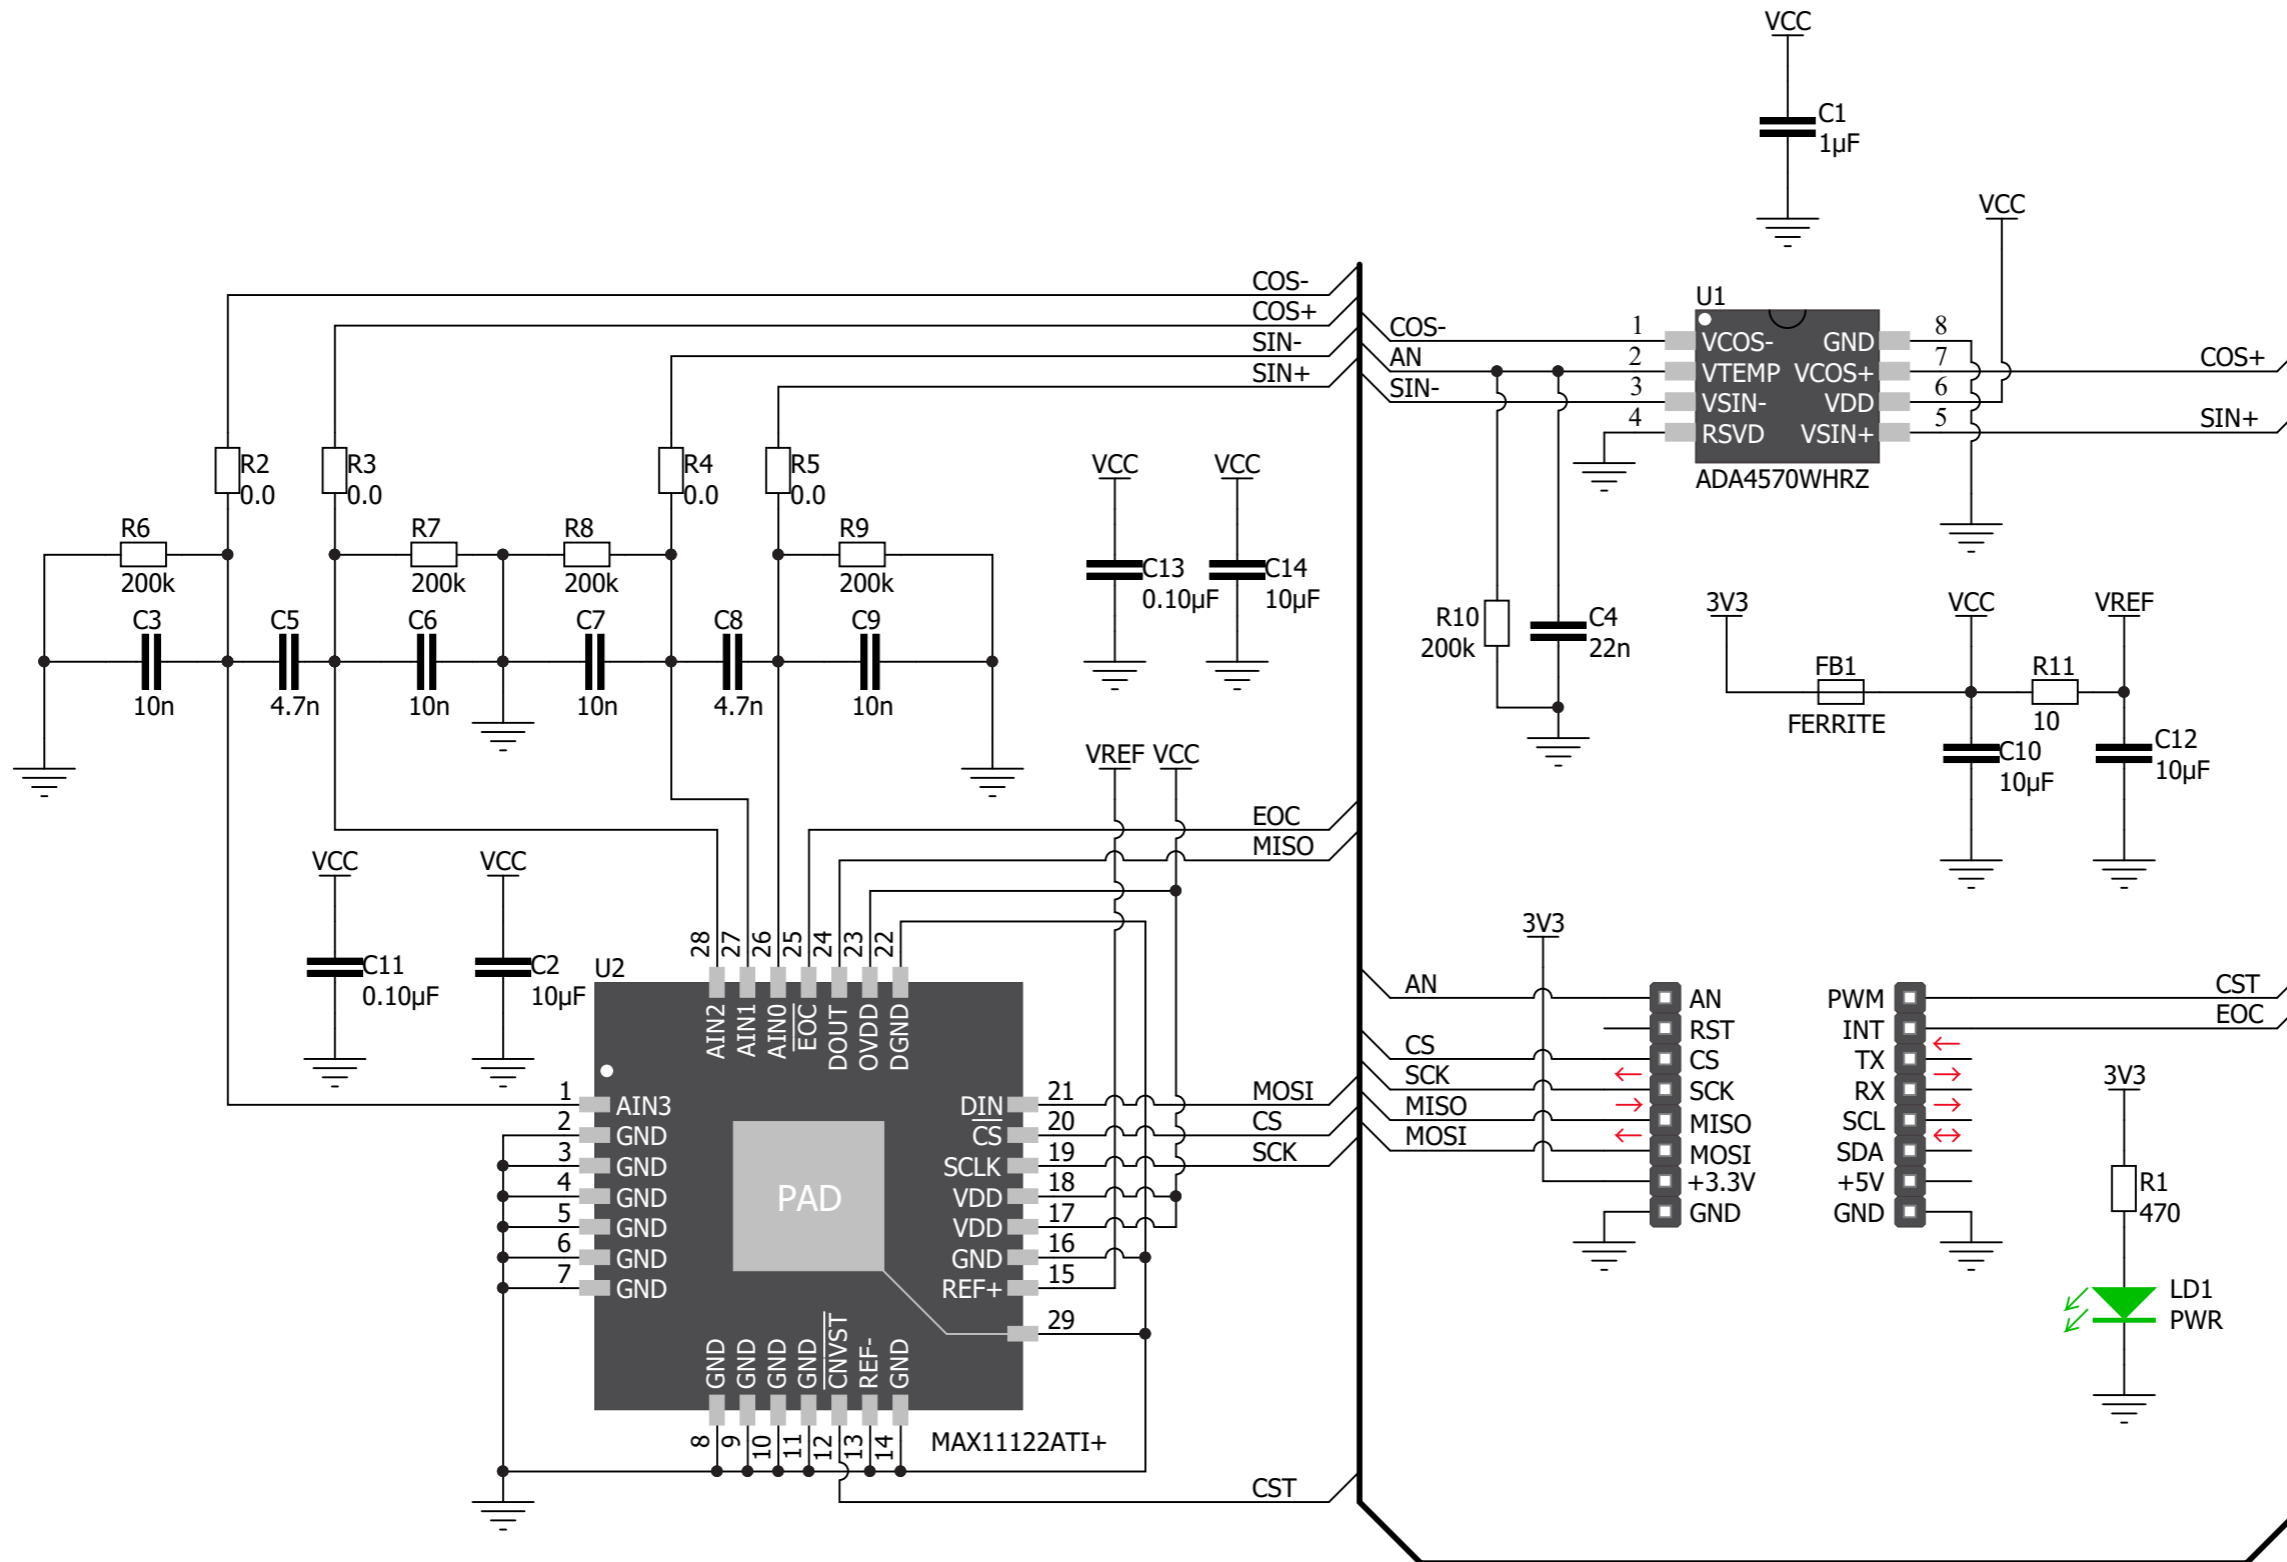 VCC
C1
1µF
VCC
COS-
COS+
SIN-
SIN+
U1
COS-
AN
SIN-
1
2
3
4
VCOS-
VTEMP
VSIN-
RSVD
GND
VCOS+
VDD
VSIN+
8
7
6
5
COS+
SIN+
ADA4570WHRZ
R2
0.0
R3
0.0
R4
0.0
R5
0.0
VCC
VCC
R6
200k
R7
200k
R8
200k
R9
200k
C13
0.10µF
C14
10µF
C3
10n
C5
4.7n
C6
10n
C7
10n
C8
4.7n
C9
10n
R10
200k
C4
22n
3V3
VCC
VREF
FB1
FERRITE
R11
10
C10
10µF
C12
10µF
VREF
VCC
EOC
MISO
VCC
VCC
C11
0.10µF
C2
10µF
U2
28
27
26
25
24
23
22
AIN2
AIN1
AIN0
EOC
DOUT
OVDD
DGND
1
2
3
4
5
6
7
AIN3
GND
GND
GND
GND
GND
GND
PAD
DIN
CS
SCLK
VDD
VDD
GND
REF+
21
20
19
18
17
16
15
29
MOSI
CS
SCK
GND
GND
GND
GND
CNVST
REF-
GND
8
9
10
11
12
13
14
MAX11122ATI+
CST
3V3
AN
CS
SCK
MISO
MOSI
AN
RST
CS
SCK
MISO
MOSI
+3.3V
GND
PWM
INT
TX
RX
SCL
SDA
+5V
GND
CST
EOC
3V3
R1
470
LD1
PWR